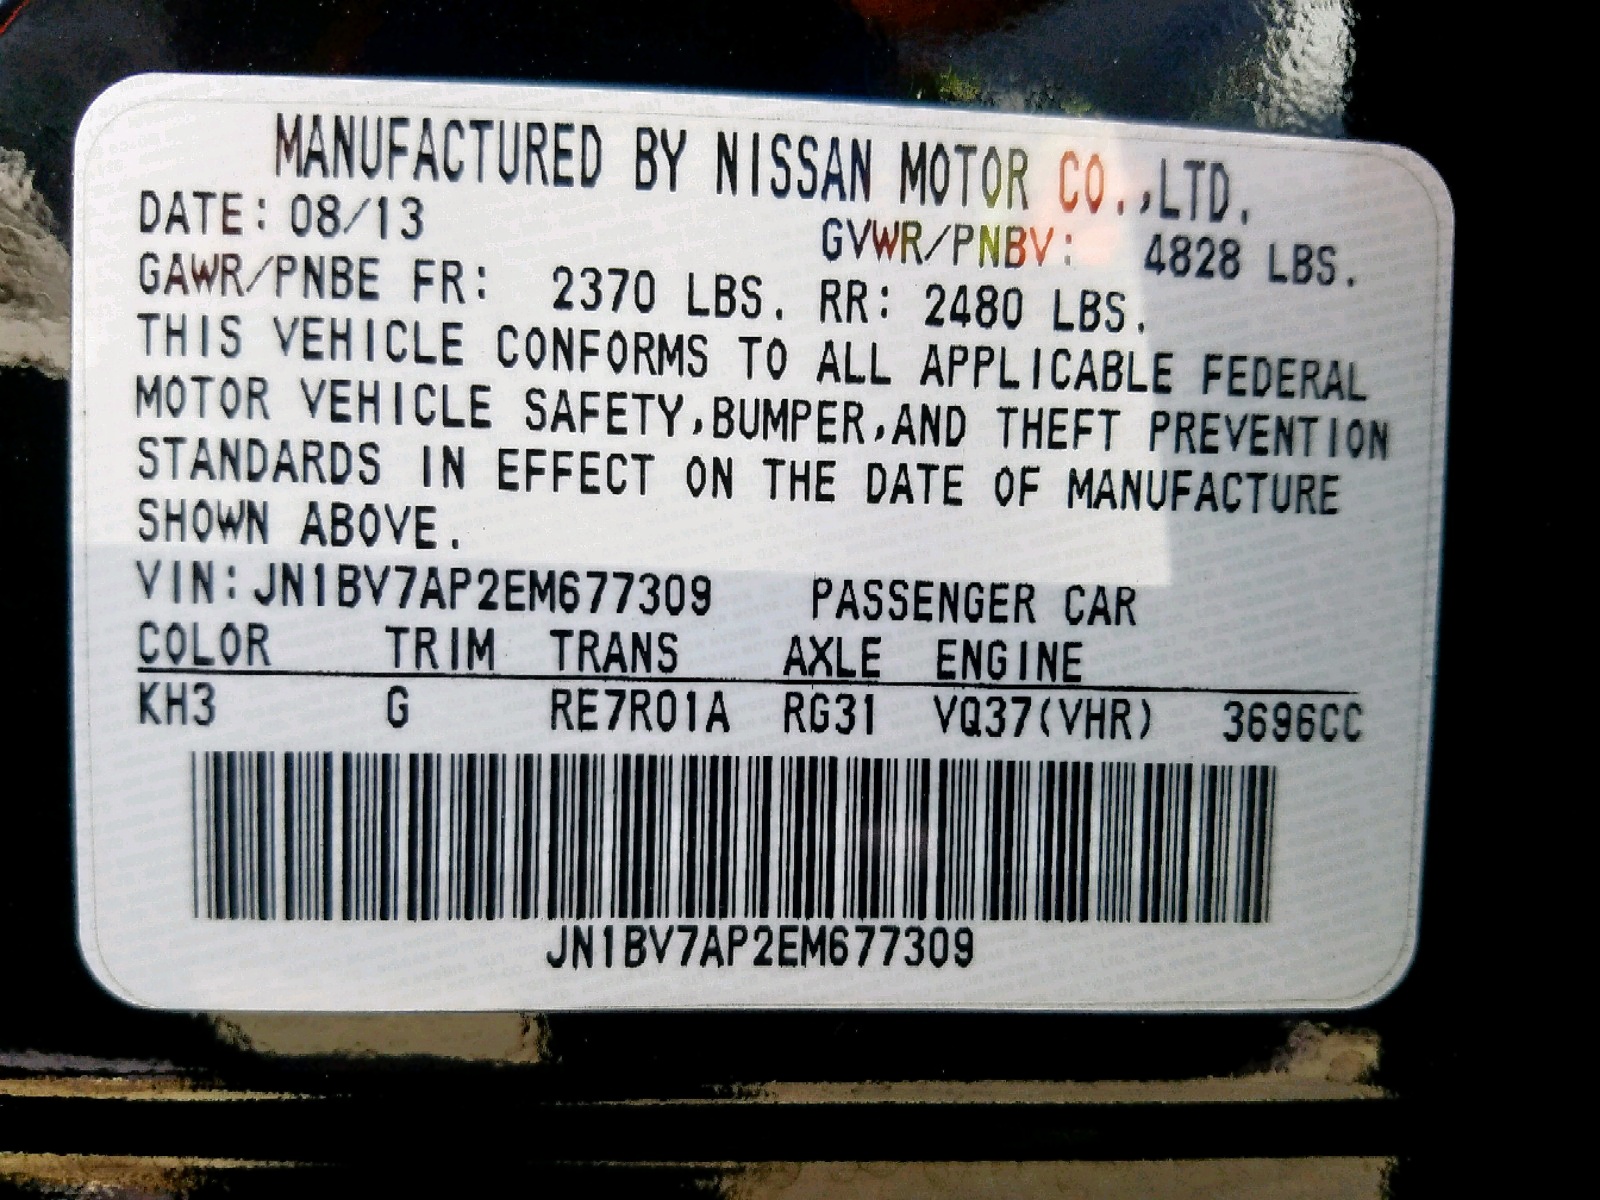 MANUFACTURED BY NISSAN MOTOR CO.,LTD.
DATE: 08/13 GVWR/PNBV: 4828 LBS.
GAWR/PNBE FR: 2370 LBS. RR: 2480 LBS.
THIS VEHICLE CONFORMS TO ALL APPLICABLE FEDERAL
MOTOR VEHICLE SAFETY,BUMPER,AND THEFT PREVENTION
STANDARDS IN EFFECT ON THE DATE OF MANUFACTURE
SHOWN ABOVE.
VIN:JN1BV7AP2EM677309 PASSENGER CAR
COLOR TRIM TRANS AXLE ENGINE
KH3 G RE7R01A RG31 VQ37(VHR) 3696CC
JN1BV7AP2EM677309